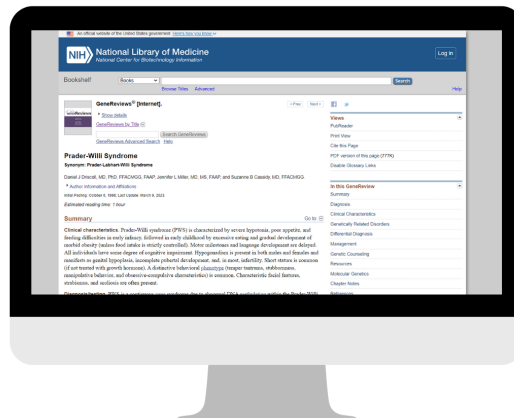 An official website of the United States government Here's how you know
NIH National Library of Medicine
National Center for Biotechnology Information
Log in
Bookshelf Books Search
Browse Titles Advanced Help
GeneReviews® [Internet].
< Prev Next >
Show details
GeneReviews by Title
Search GeneReviews
GeneReviews Advanced Search Help
Prader-Willi Syndrome
Synonym: Prader-Labhart-Willi Syndrome
Daniel J Driscoll, MD, PhD, FFACMGG, FAAP, Jennifer L Miller, MD, MS, FAAP, and Suzanne B Cassidy, MD, FFACMGG.
Author Information and Affiliations
Initial Posting: October 6, 1998; Last Update: March 9, 2023.
Estimated reading time: 1 hour
Summary Go to:
Clinical characteristics. Prader-Willi syndrome (PWS) is characterized by severe hypotonia, poor appetite, and
feeding difficulties in early infancy, followed in early childhood by excessive eating and gradual development of
morbid obesity (unless food intake is strictly controlled). Motor milestones and language development are delayed.
All individuals have some degree of cognitive impairment. Hypogonadism is present in both males and females and
manifests as genital hypoplasia, incomplete pubertal development, and, in most, infertility. Short stature is common
(if not treated with growth hormone). A distinctive behavioral phenotype (temper tantrums, stubbornness,
manipulative behavior, and obsessive-compulsive characteristics) is common. Characteristic facial features,
strabismus, and scoliosis are often present.
Views
PubReader
Print View
Cite this Page
PDF version of this page (777K)
Disable Glossary Links
In this GeneReview
Summary
Diagnosis
Clinical Characteristics
Genetically Related Disorders
Differential Diagnosis
Management
Genetic Counseling
Resources
Molecular Genetics
Chapter Notes
References